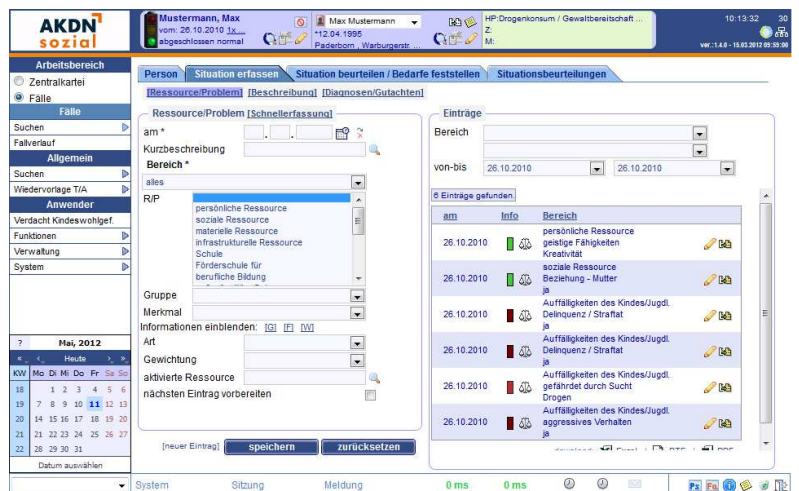 AKDN
sozial
Mustermann, Max
vom: 26.10.2010 1x...
abgeschlossen normal
Max Mustermann
*12.04.1995
Paderborn , Warburgerstr. ...
HP:Drogenkonsum / Gewaltbereitschaft ...
Z:
M:
10:13:32 30
ver.:1.4.0 - 15.03.2012 09:59:00
Arbeitsbereich
Zentralkartei
Fälle
Fälle
Suchen
Fallverlauf
Allgemein
Suchen
Wiedervorlage T/A
Anwender
Verdacht Kindeswohlgef.
Funktionen
Verwaltung
System
? Mai, 2012
« ‹ Heute › »
KW Mo Di Mi Do Fr Sa So
18 1 2 3 4 5 6
19 7 8 9 10 11 12 13
20 14 15 16 17 18 19 20
21 21 22 23 24 25 26 27
22 28 29 30 31
Datum auswählen
Person Situation erfassen Situation beurteilen / Bedarfe feststellen Situationsbeurteilungen
[Ressource/Problem] [Beschreibung] [Diagnosen/Gutachten]
Ressource/Problem [Schnellerfassung]
am *
Kurzbeschreibung
Bereich *
alles
R/P
persönliche Ressource
soziale Ressource
materielle Ressource
infrastrukturelle Ressource
Schule
Förderschule für
berufliche Bildung
Gruppe
Merkmal
Informationen einblenden: [G] [F] [W]
Art
Gewichtung
aktivierte Ressource
nächsten Eintrag vorbereiten
[neuer Eintrag] speichern zurücksetzen
Einträge
Bereich
von-bis 26.10.2010 26.10.2010
6 Einträge gefunden.
am Info Bereich
26.10.2010 persönliche Ressource
geistige Fähigkeiten
Kreativität
26.10.2010 soziale Ressource
Beziehung - Mutter
ja
26.10.2010 Auffälligkeiten des Kindes/Jugdl.
Delinquenz / Straftat
ja
26.10.2010 Auffälligkeiten des Kindes/Jugdl.
Delinquenz / Straftat
ja
26.10.2010 Auffälligkeiten des Kindes/Jugdl.
gefährdet durch Sucht
Drogen
26.10.2010 Auffälligkeiten des Kindes/Jugdl.
aggressives Verhalten
ja
download: Excel | RTF | PDF
System Sitzung Meldung 0 ms 0 ms